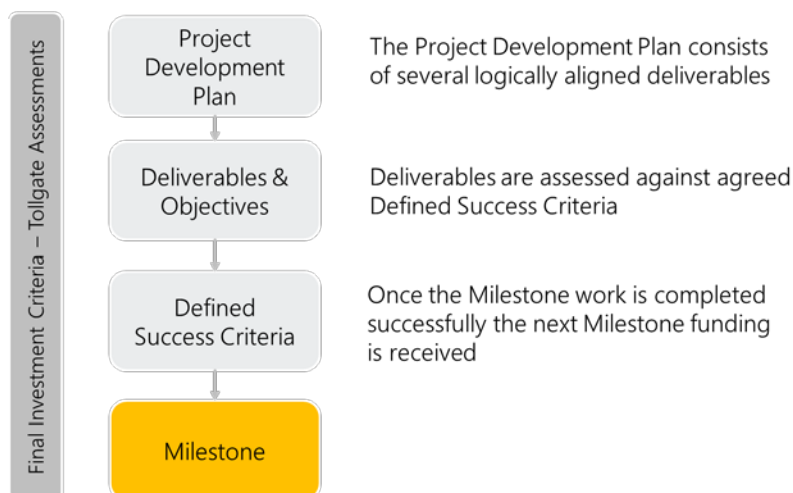 Final Investment Criteria – Tollgate Assessments
Project
Development
Plan
The Project Development Plan consists
of several logically aligned deliverables
Deliverables &
Objectives
Deliverables are assessed against agreed
Defined Success Criteria
Defined
Success Criteria
Once the Milestone work is completed
successfully the next Milestone funding
is received
Milestone